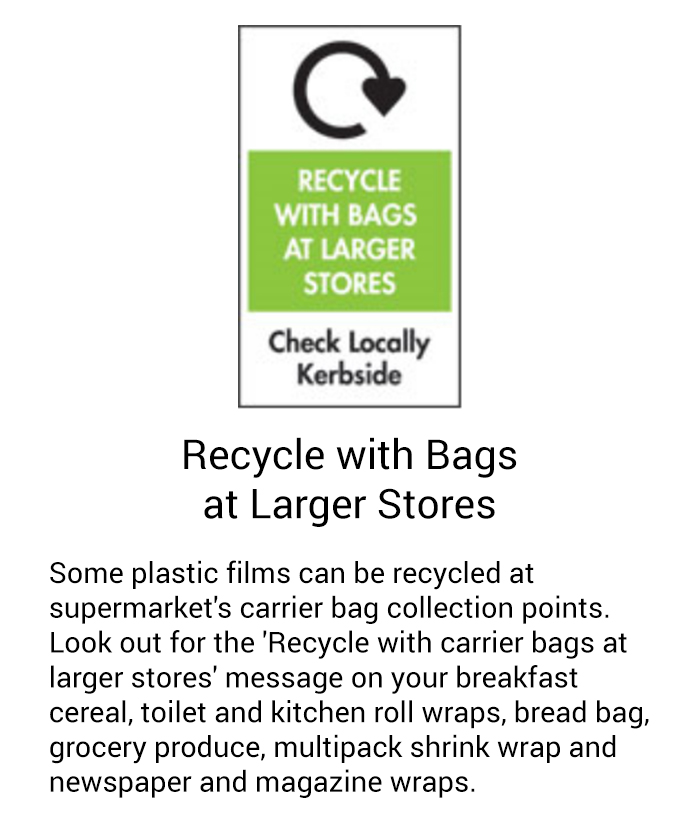 RECYCLE
WITH BAGS
AT LARGER
STORES
Check Locally
Kerbside
Recycle with Bags
at Larger Stores
Some plastic films can be recycled at
supermarket's carrier bag collection points.
Look out for the 'Recycle with carrier bags at
larger stores' message on your breakfast
cereal, toilet and kitchen roll wraps, bread bag,
grocery produce, multipack shrink wrap and
newspaper and magazine wraps.